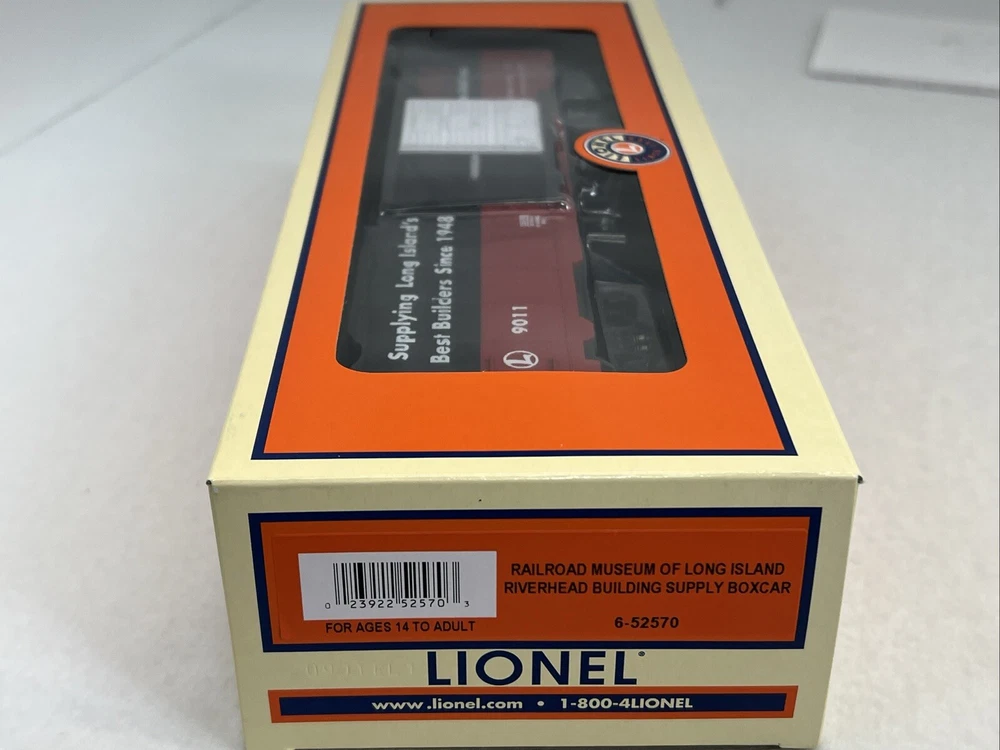 Supplying Long Island's
Best Builders Since 1948
9011
L
RAILROAD MUSEUM OF LONG ISLAND
RIVERHEAD BUILDING SUPPLY BOXCAR
6-52570
0 23922 52570 3
FOR AGES 14 TO ADULT
LIONEL
www.lionel.com • 1-800-4LIONEL